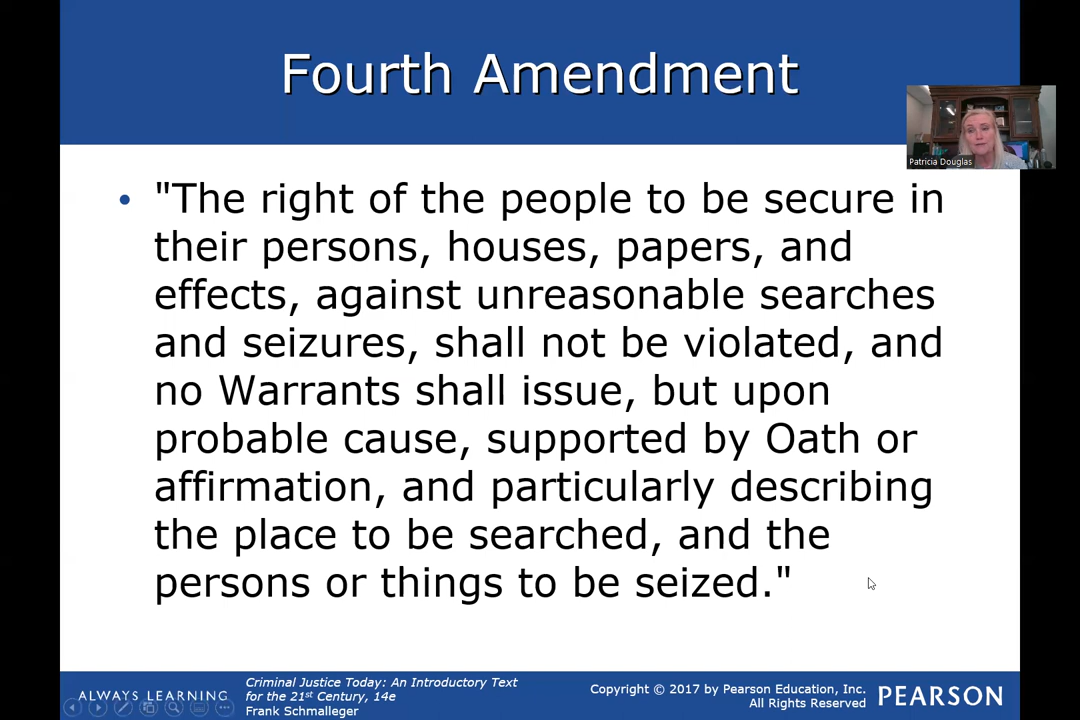 Fourth Amendment
Patricia Douglas
• "The right of the people to be secure in
their persons, houses, papers, and
effects, against unreasonable searches
and seizures, shall not be violated, and
no Warrants shall issue, but upon
probable cause, supported by Oath or
affirmation, and particularly describing
the place to be searched, and the
persons or things to be seized."
ALWAYS LEARNING
Criminal Justice Today: An Introductory Text
for the 21st Century, 14e
Frank Schmalleger
Copyright © 2017 by Pearson Education, Inc.
All Rights Reserved
PEARSON